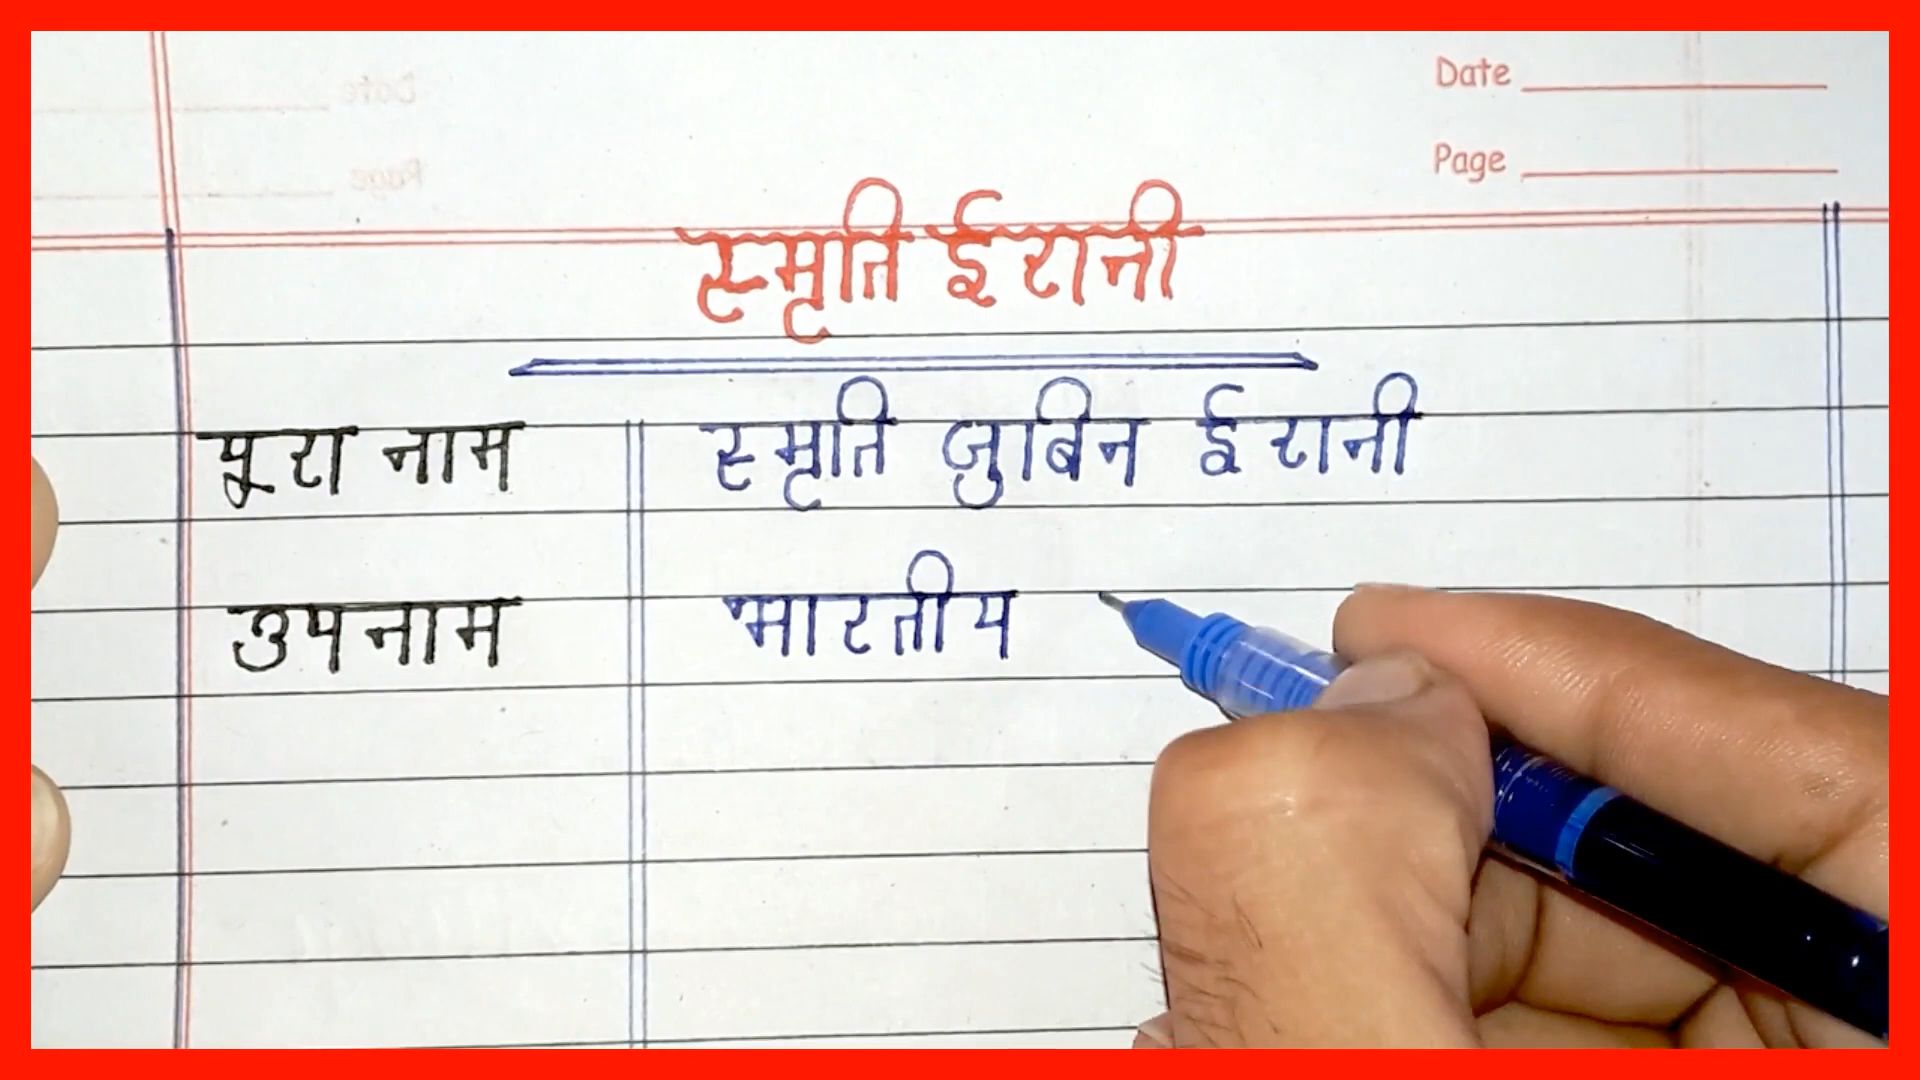 Date
Page
स्मृति ईरानी
पूरा नाम स्मृति जुबिन ईरानी
उपनाम भारतीय